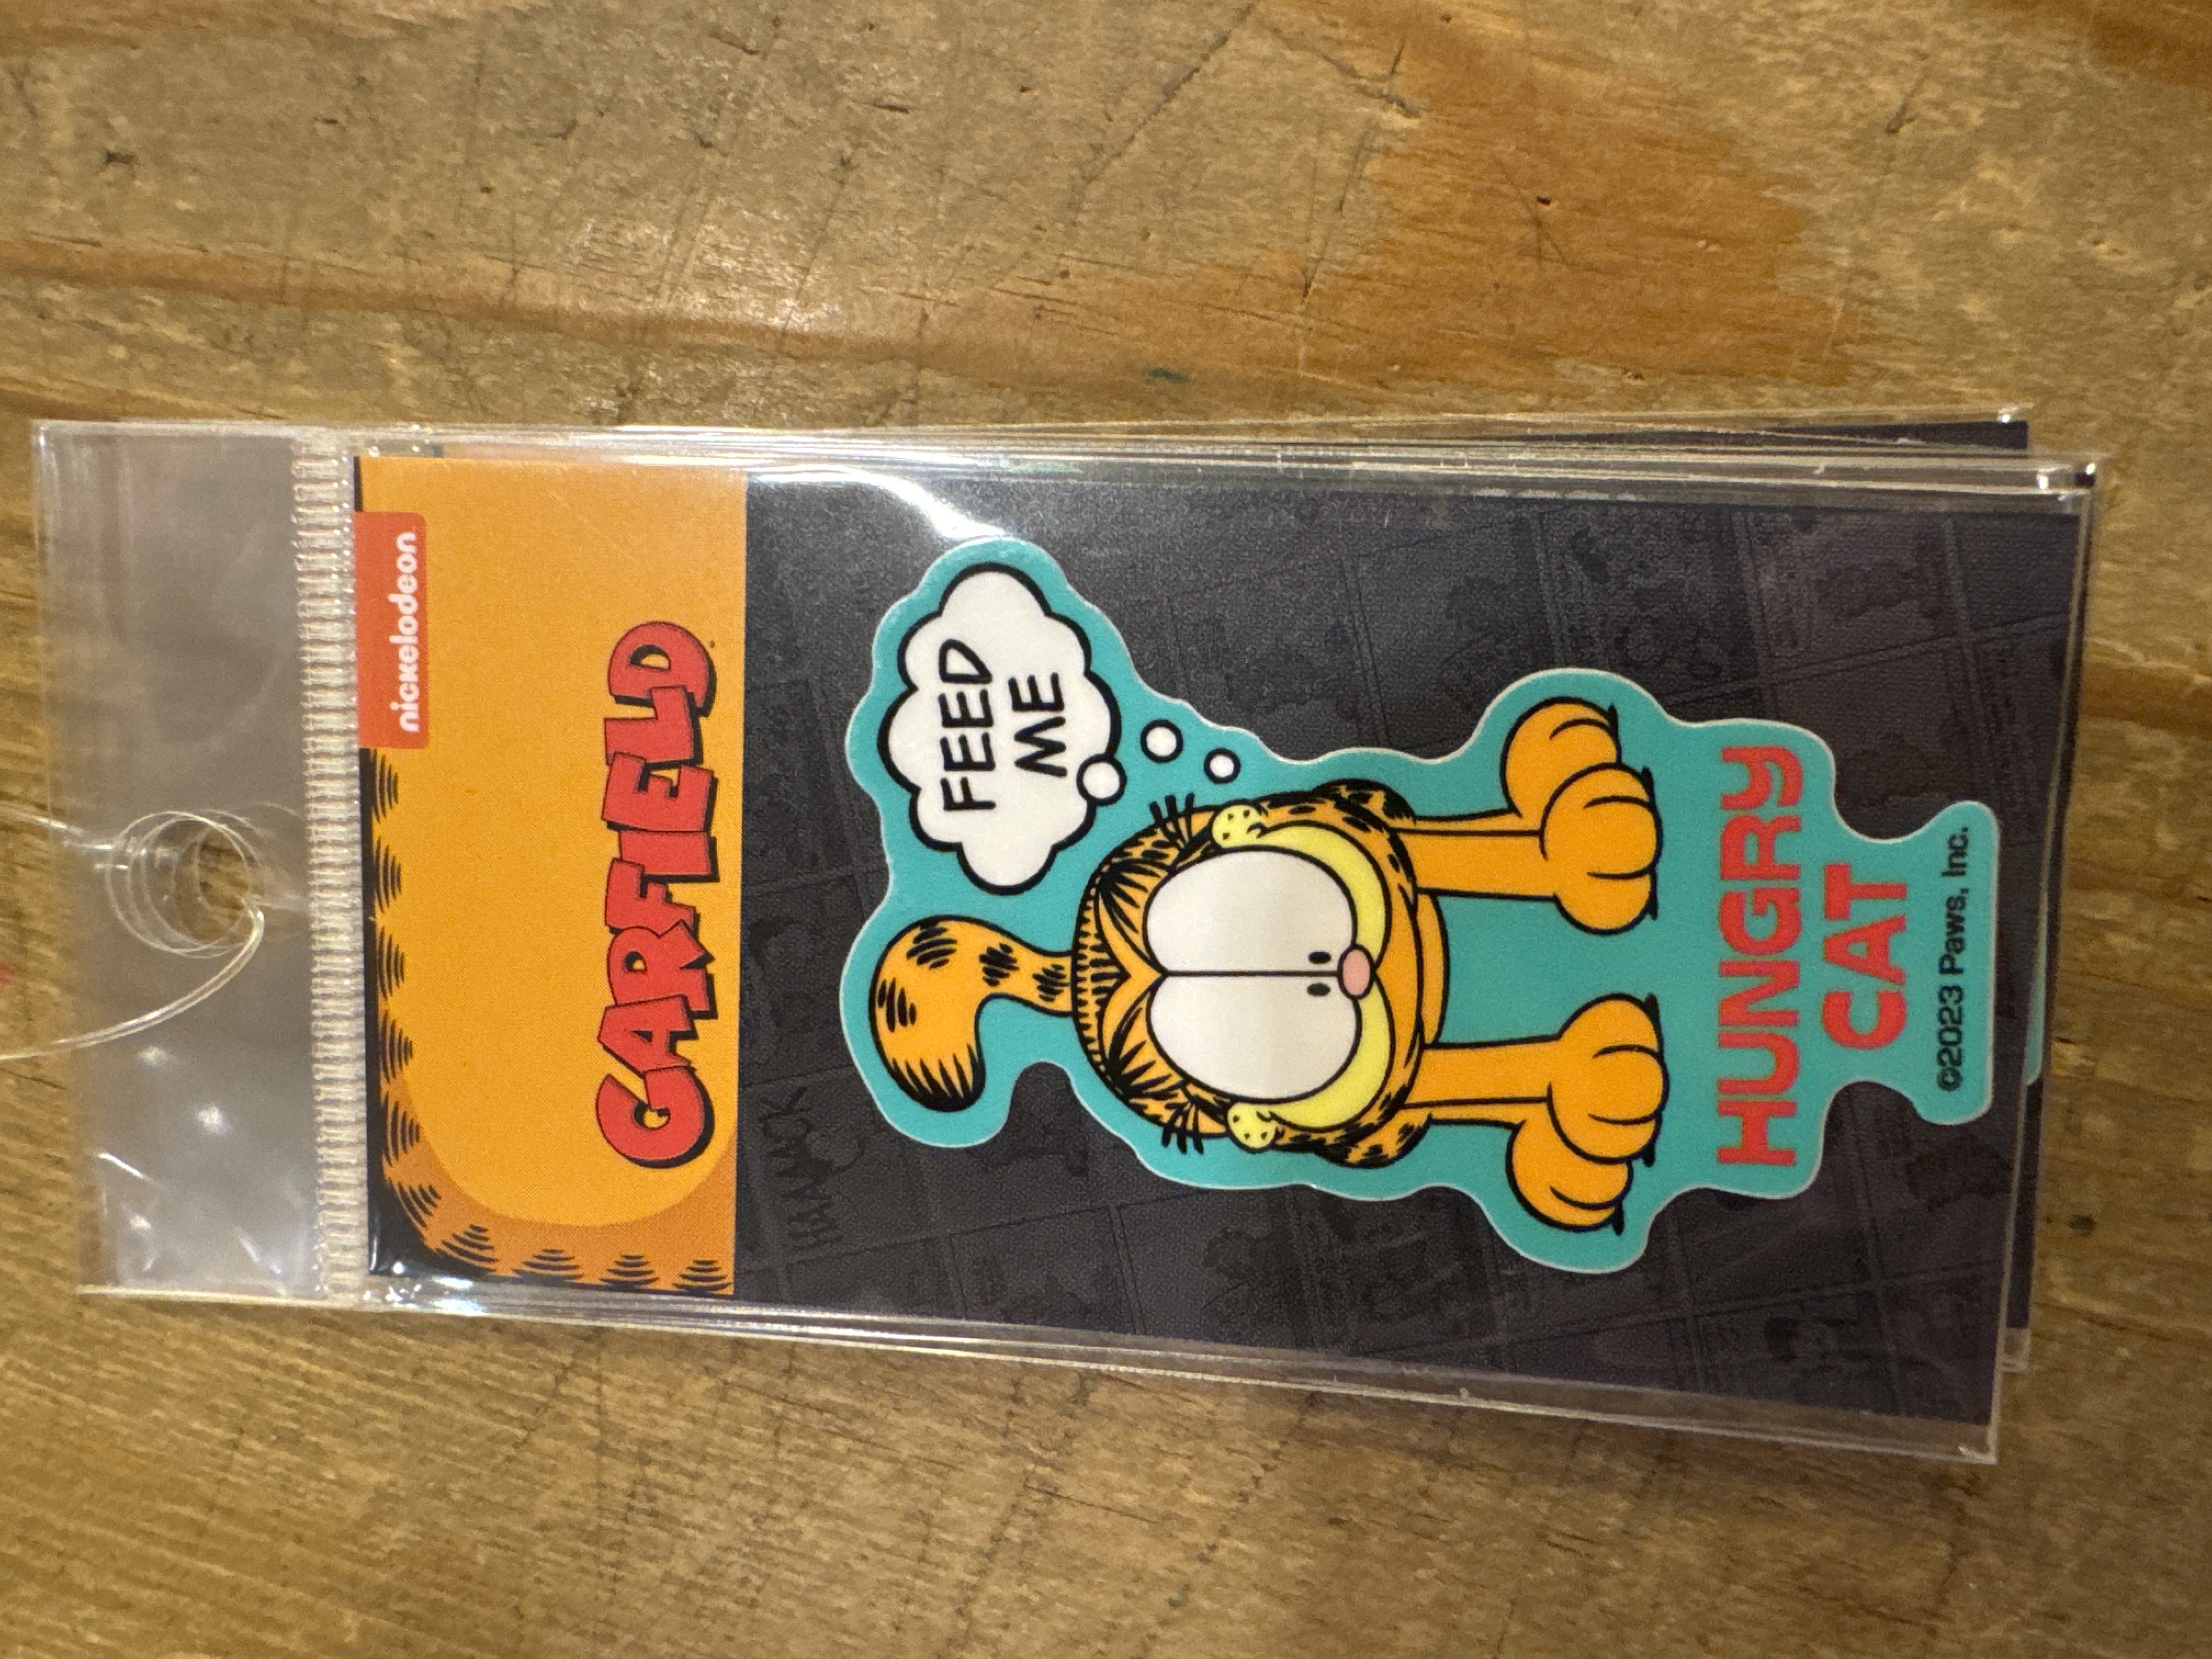 nickelodeon
GARFIELD
FEED
ME
HUNGRY
CAT
©2023 Paws, Inc.